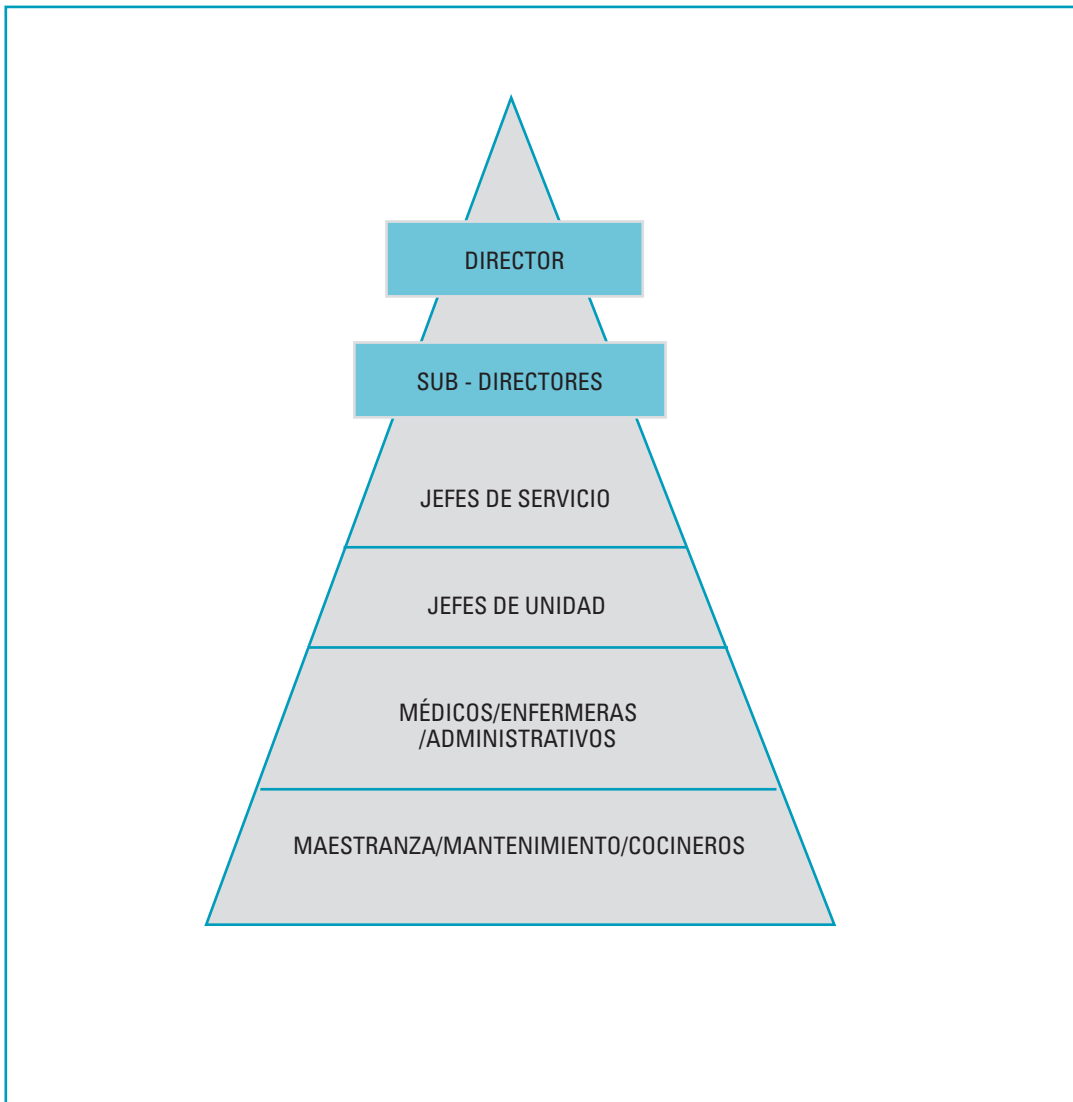 DIRECTOR
SUB - DIRECTORES
JEFES DE SERVICIO
JEFES DE UNIDAD
MÉDICOS/ENFERMERAS
/ADMINISTRATIVOS
MAESTRANZA/MANTENIMIENTO/COCINEROS